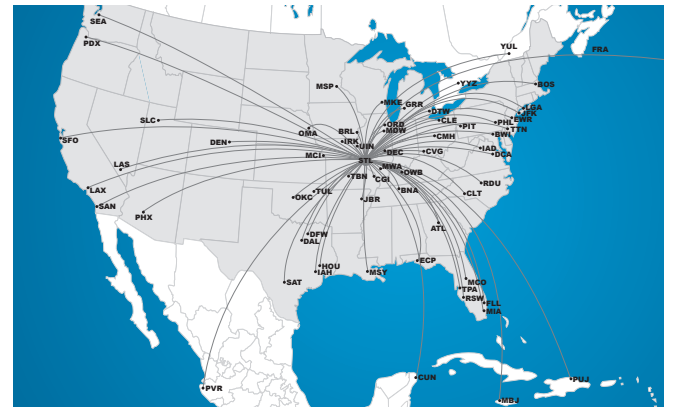 SEA
PDX
YUL
FRA
MSP
YYZ
BOS
MKE
GRR
DTW
LGA
JFK
EWR
SLC
ORD
MDW
CLE
PIT
PHL
TTN
OMA
BRL
IRK
UIN
CMH
BWI
SFO
DEN
MCI
STL
DEC
CVG
IAD
DCA
LAS
MWA
OWB
TBN
CGI
RDU
LAX
TUL
OKC
JBR
BNA
CLT
SAN
PHX
ATL
DFW
DAL
HOU
IAH
MSY
ECP
SAT
MCO
TPA
RSW
FLL
MIA
PVR
CUN
PUJ
MBJ